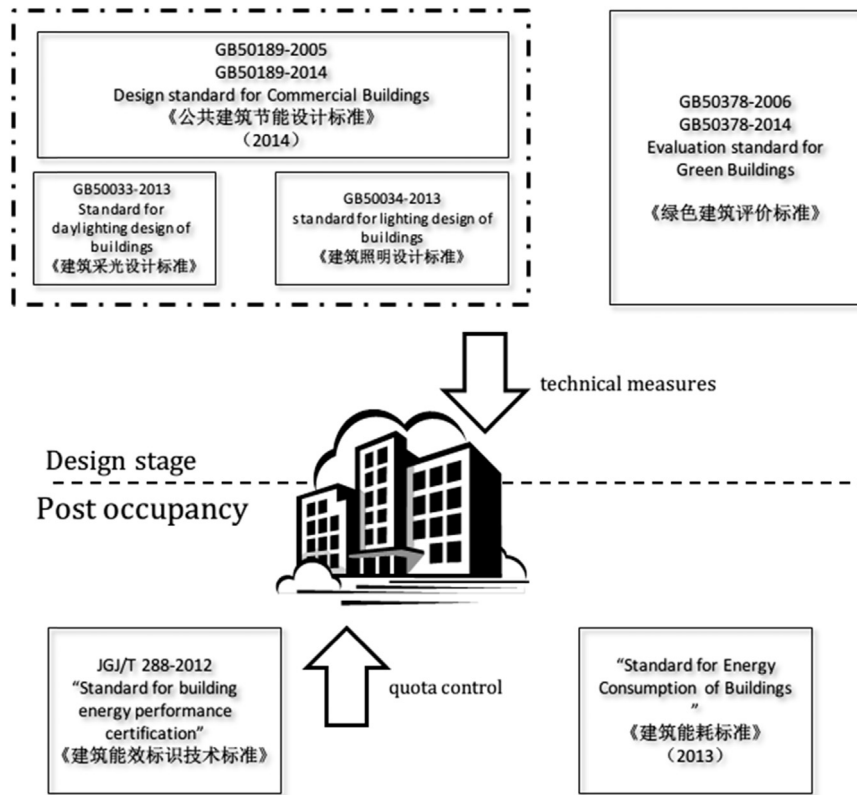 GB50189-2005
GB50189-2014
Design standard for Commercial Buildings
《公共建筑节能设计标准》
（2014）
GB50033-2013
Standard for
daylighting design of
buildings
《建筑采光设计标准》
GB50034-2013
standard for lighting design of
buildings
《建筑照明设计标准》
GB50378-2006
GB50378-2014
Evaluation standard for
Green Buildings
《绿色建筑评价标准》
technical measures
Design stage
Post occupancy
JGJ/T 288-2012
“Standard for building
energy performance
certification”
《建筑能效标识技术标准》
quota control
“Standard for Energy
Consumption of Buildings
”
《建筑能耗标准》
（2013）